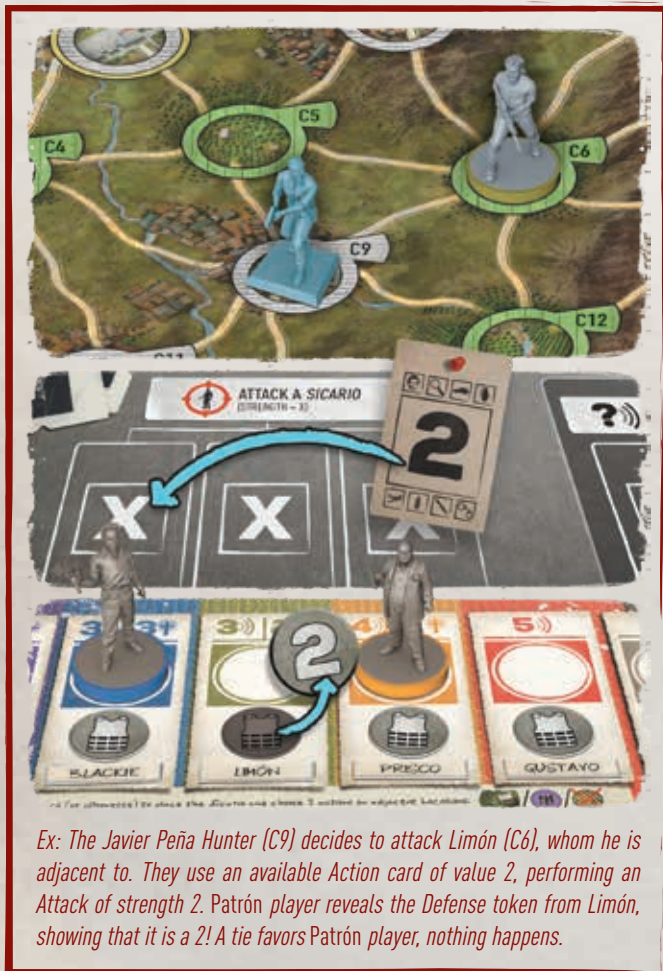 C5
C4
C6
C9
C12
C11
ATTACK A SICARIO
(STRENGTH = X)
2
?
X X X
3 3 3 4 5
2
BLACKIE LIMÓN PRISCO GUSTAVO
Ex: The Javier Peña Hunter (C9) decides to attack Limón (C6), whom he is
adjacent to. They use an available Action card of value 2, performing an
Attack of strength 2. Patrón player reveals the Defense token from Limón,
showing that it is a 2! A tie favors Patrón player, nothing happens.